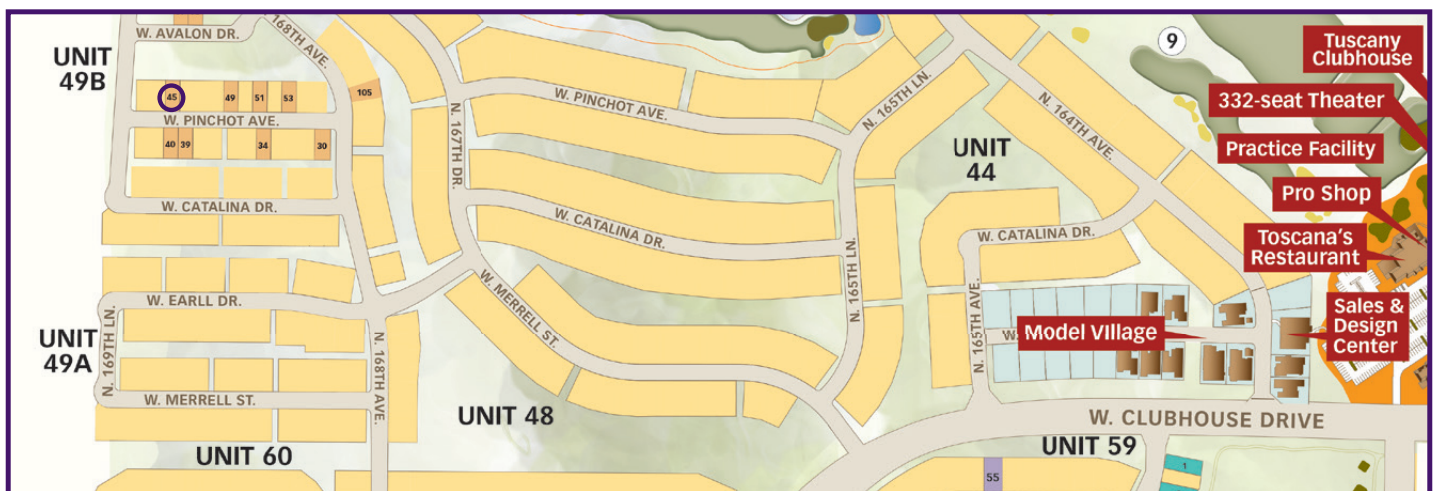 W. AVALON DR.
168TH AVE.
9
Tuscany
Clubhouse
UNIT
49B
45
49
51
53
105
332-seat Theater
W. PINCHOT AVE.
W. PINCHOT AVE.
N. 165TH LN.
N. 164TH AVE.
N. 167TH DR.
40
39
34
30
UNIT
44
Practice Facility
Pro Shop
W. CATALINA DR.
W. CATALINA DR.
W. CATALINA DR.
Toscana's
Restaurant
N. 165TH LN.
W. EARLL DR.
W. MERRELL ST.
N. 169TH LN.
N. 168TH AVE.
N. 165TH AVE.
UNIT
49A
W.
Model Village
Sales &
Design
Center
W. MERRELL ST.
UNIT 48
W. CLUBHOUSE DRIVE
UNIT 60
UNIT 59
55
1